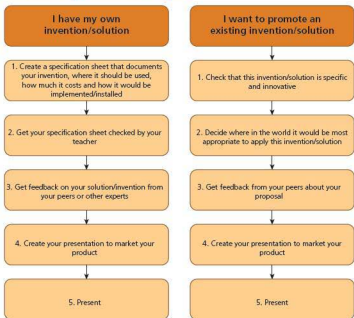 I have my own
invention/solution
1. Create a specification sheet that documents
your invention, where it should be used,
how much it costs and how it would be
implemented/installed
2. Get your specification sheet checked by your
teacher
3. Get feedback on your solution/invention from
your peers or other experts
4. Create your presentation to market your
product
5. Present
I want to promote an
existing invention/solution
1. Check that this invention/solution is specific
and innovative
2. Decide where in the world it would be most
appropriate to apply this invention/solution
3. Get feedback from your peers about your
proposal
4. Create your presentation to market your
product
5. Present